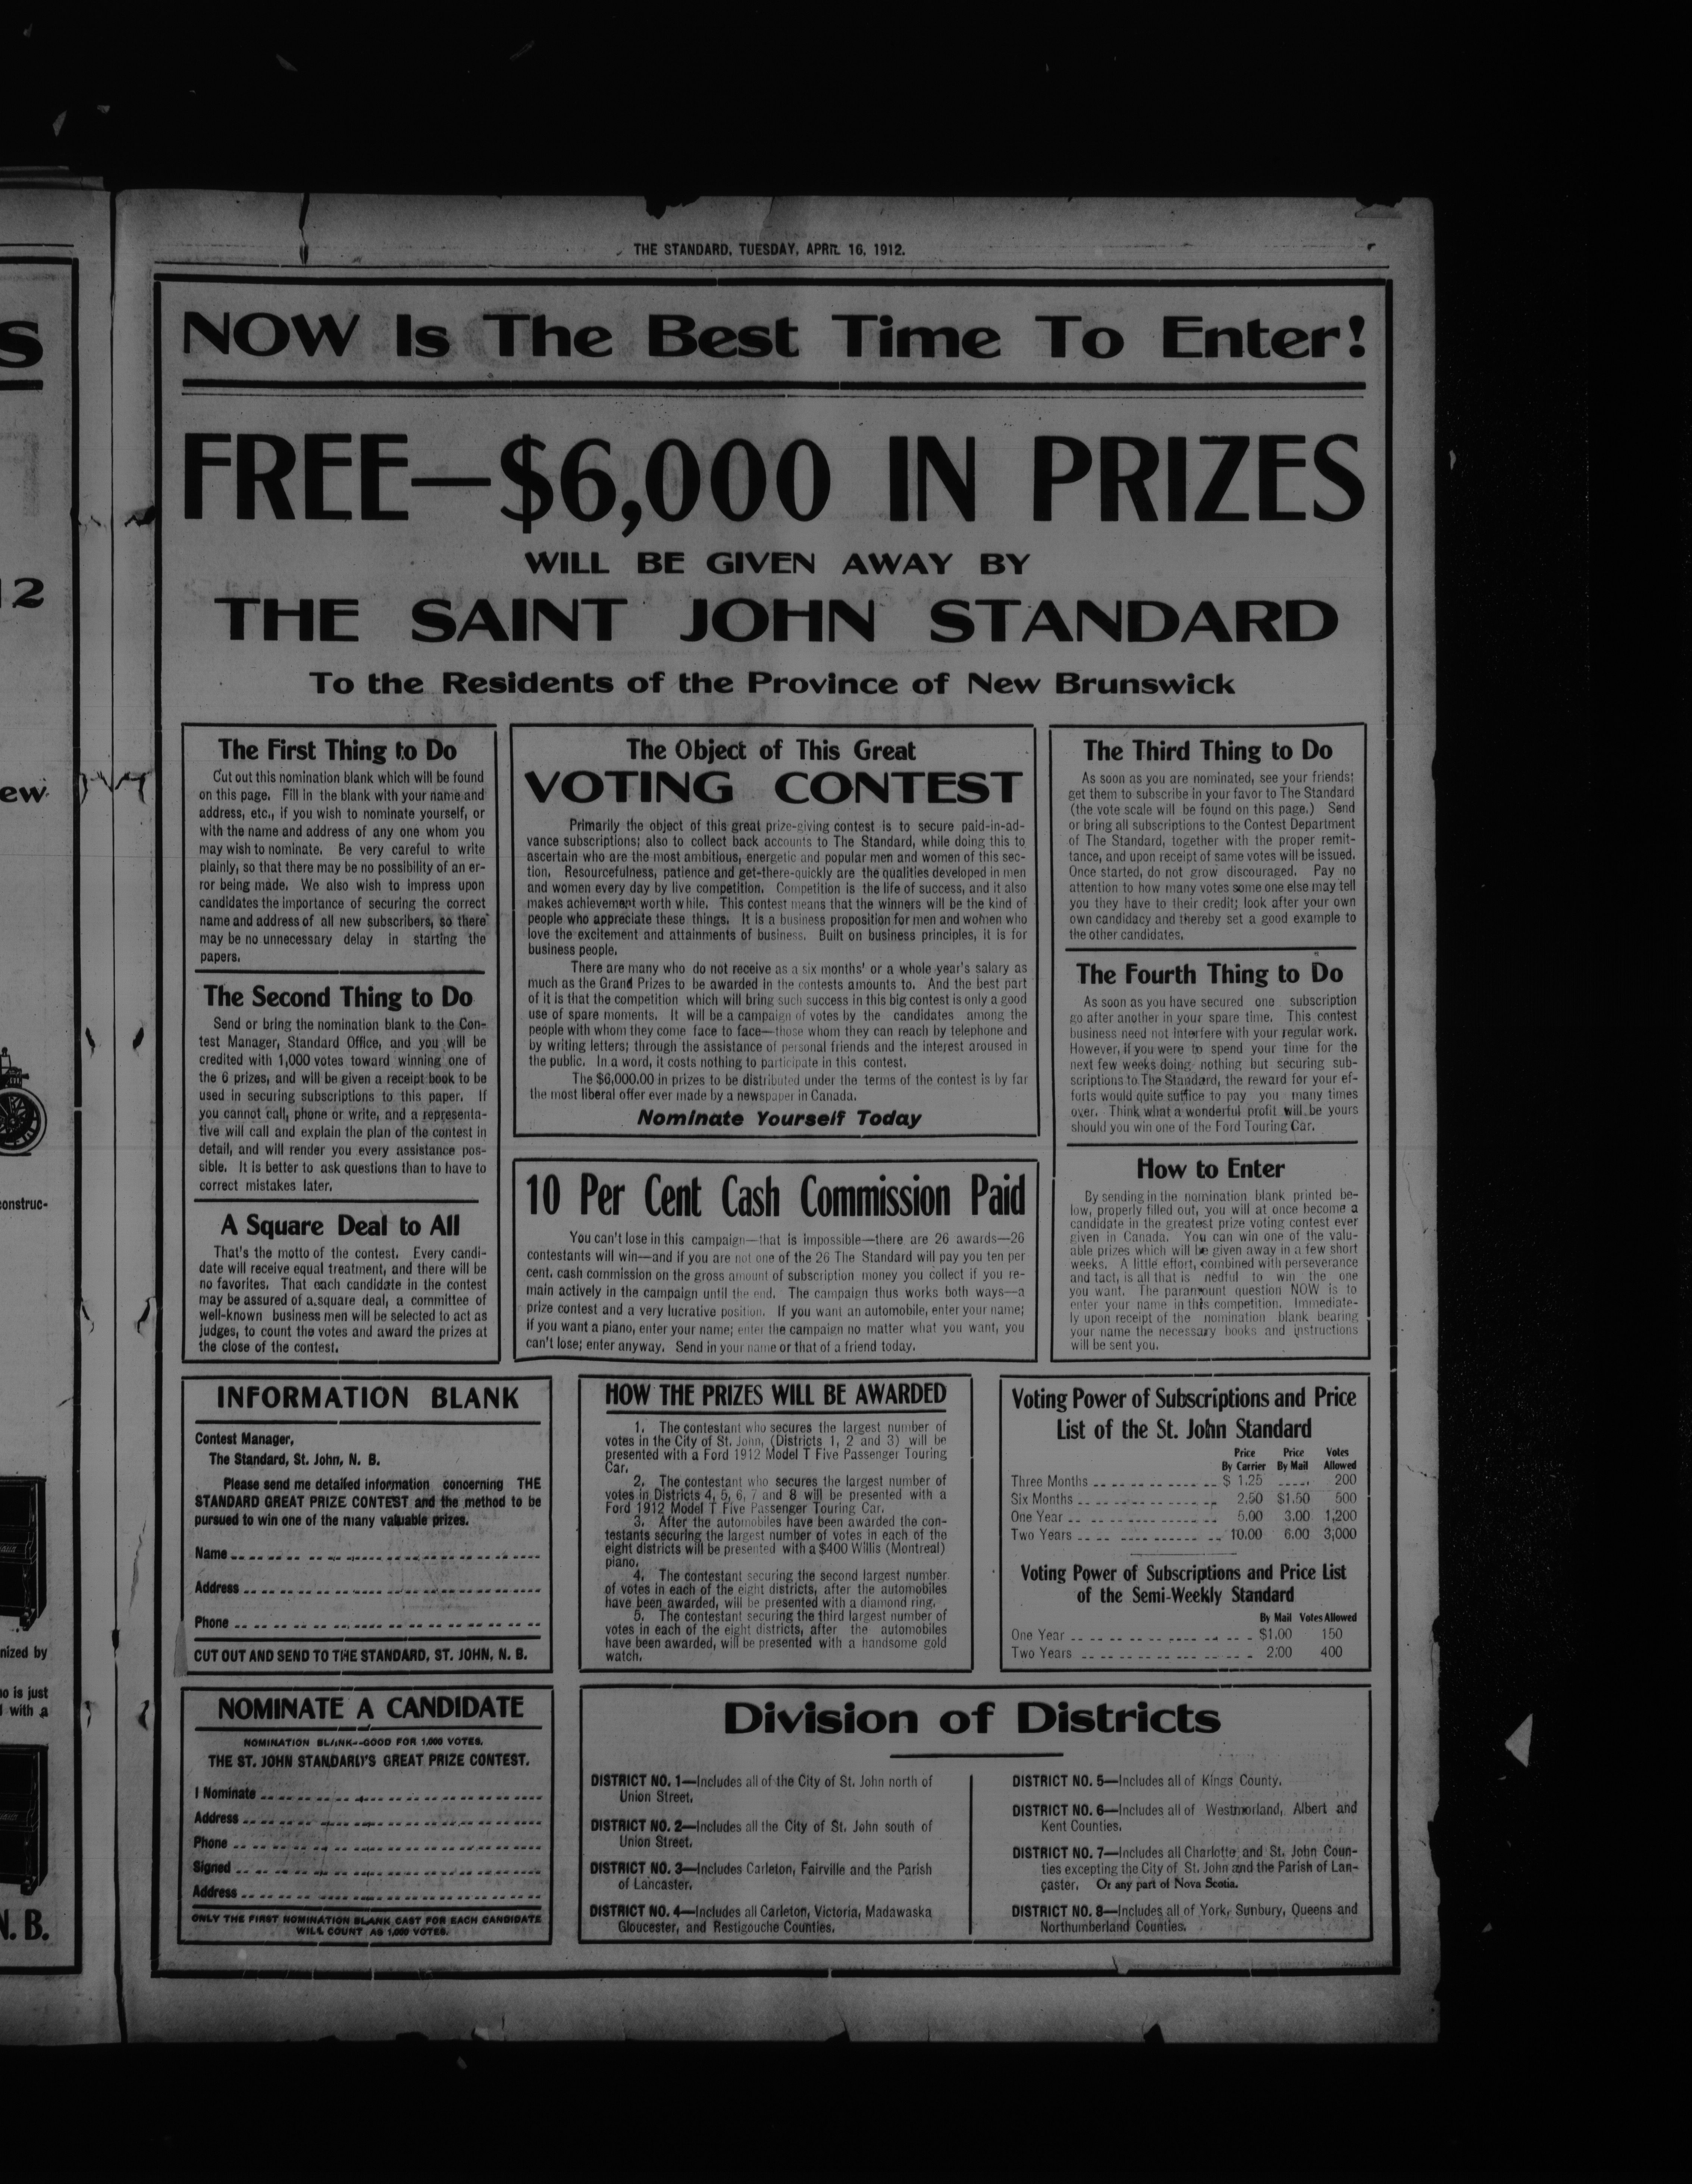 S
12
ew
construc-
nized by
o is just
with a
N. B.
THE STANDARD, TUESDAY, APRIL 16, 1912.
NOW Is The Best Time To Enter!
FREE—$6,000 IN PRIZES
WILL BE GIVEN AWAY BY
THE SAINT JOHN STANDARD
To the Residents of the Province of New Brunswick
The First Thing to Do
Cut out this nomination blank which will be found
on this page. Fill in the blank with your name and
address, etc., if you wish to nominate yourself, or
with the name and address of any one whom you
may wish to nominate. Be very careful to write
plainly, so that there may be no possibility of an er-
ror being made. We also wish to impress upon
candidates the importance of securing the correct
name and address of all new subscribers, so there
may be no unnecessary delay in starting the
papers.
The Second Thing to Do
Send or bring the nomination blank to the Con-
test Manager, Standard Office, and you will be
credited with 1,000 votes toward winning one of
the 6 prizes, and will be given a receipt book to be
used in securing subscriptions to this paper. If
you cannot call, phone or write, and a representa-
tive will call and explain the plan of the contest in
detail, and will render you every assistance pos-
sible. It is better to ask questions than to have to
correct mistakes later.
A Square Deal to All
That's the motto of the contest. Every candi-
date will receive equal treatment, and there will be
no favorites. That each candidate in the contest
may be assured of a square deal, a committee of
well-known business men will be selected to act as
judges, to count the votes and award the prizes at
the close of the contest.
The Object of This Great
VOTING CONTEST
Primarily the object of this great prize-giving contest is to secure paid-in-ad-
vance subscriptions; also to collect back accounts to The Standard, while doing this to
ascertain who are the most ambitious, energetic and popular men and women of this sec-
tion. Resourcefulness, patience and get-there-quickly are the qualities developed in men
and women every day by live competition. Competition is the life of success, and it also
makes achievement worth while. This contest means that the winners will be the kind of
people who appreciate these things. It is a business proposition for men and women who
love the excitement and attainments of business. Built on business principles, it is for
business people.
There are many who do not receive as a six months' or a whole year's salary as
much as the Grand Prizes to be awarded in the contests amounts to. And the best part
of it is that the competition which will bring such success in this big contest is only a good
use of spare moments. It will be a campaign of votes by the candidates among the
people with whom they come face to face—those whom they can reach by telephone and
by writing letters; through the assistance of personal friends and the interest aroused in
the public. In a word, it costs nothing to participate in this contest.
The $6,000.00 in prizes to be distributed under the terms of the contest is by far
the most liberal offer ever made by a newspaper in Canada.
Nominate Yourself Today
10 Per Cent Cash Commission Paid
You can't lose in this campaign—that is impossible—there are 26 awards—26
contestants will win—and if you are not one of the 26 The Standard will pay you ten per
cent. cash commission on the gross amount of subscription money you collect if you re-
main actively in the campaign until the end. The campaign thus works both ways—a
prize contest and a very lucrative position. If you want an automobile, enter your name;
if you want a piano, enter your name; enter the campaign no matter what you want, you
can't lose; enter anyway. Send in your name or that of a friend today.
The Third Thing to Do
As soon as you are nominated, see your friends;
get them to subscribe in your favor to The Standard
(the vote scale will be found on this page.) Send
or bring all subscriptions to the Contest Department
of The Standard, together with the proper remit-
tance, and upon receipt of same votes will be issued.
Once started, do not grow discouraged. Pay no
attention to how many votes some one else may tell
you they have to their credit; look after your own
own candidacy and thereby set a good example to
the other candidates.
The Fourth Thing to Do
As soon as you have secured one subscription
go after another in your spare time. This contest
business need not interfere with your regular work.
However, if you were to spend your time for the
next few weeks doing nothing but securing sub-
scriptions to The Standard, the reward for your ef-
forts would quite suffice to pay you many times
over. Think what a wonderful profit will be yours
should you win one of the Ford Touring Car.
How to Enter
By sending in the nomination blank printed be-
low, properly filled out, you will at once become a
candidate in the greatest prize voting contest ever
given in Canada. You can win one of the valu-
able prizes which will be given away in a few short
weeks. A little effort, combined with perseverance
and tact, is all that is nedful to win the one
you want. The paramount question NOW is to
enter your name in this competition. Immediate-
ly upon receipt of the nomination blank bearing
your name the necessary books and instructions
will be sent you.
INFORMATION BLANK
Contest Manager,
The Standard, St. John, N. B.
Please send me detailed information concerning THE
STANDARD GREAT PRIZE CONTEST and the method to be
pursued to win one of the many valuable prizes.
Name
Address
Phone
CUT OUT AND SEND TO THE STANDARD, ST. JOHN, N. B.
HOW THE PRIZES WILL BE AWARDED
1. The contestant who secures the largest number of
votes in the City of St. John, (Districts 1, 2 and 3) will be
presented with a Ford 1912 Model T Five Passenger Touring
Car.
2. The contestant who secures the largest number of
votes in Districts 4, 5, 6, 7 and 8 will be presented with a
Ford 1912 Model T Five Passenger Touring Car.
3. After the automobiles have been awarded the con-
testants securing the largest number of votes in each of the
eight districts will be presented with a $400 Willis (Montreal)
piano.
4. The contestant securing the second largest number
of votes in each of the eight districts, after the automobiles
have been awarded, will be presented with a diamond ring.
5. The contestant securing the third largest number of
votes in each of the eight districts, after the automobiles
have been awarded, will be presented with a handsome gold
watch.
Voting Power of Subscriptions and Price
List of the St. John Standard
Price Price Votes
By Carrier By Mail Allowed
Three Months $ 1.25 200
Six Months 2.50 $1.50 500
One Year 5.00 3.00 1,200
Two Years 10.00 6.00 3,000
Voting Power of Subscriptions and Price List
of the Semi-Weekly Standard
By Mail Votes Allowed
One Year $1.00 150
Two Years 2.00 400
NOMINATE A CANDIDATE
NOMINATION BLANK--GOOD FOR 1,000 VOTES.
THE ST. JOHN STANDARD'S GREAT PRIZE CONTEST.
I Nominate
Address
Phone
Signed
Address
ONLY THE FIRST NOMINATION BLANK CAST FOR EACH CANDIDATE
WILL COUNT AS 1,000 VOTES.
Division of Districts
DISTRICT NO. 1—Includes all of the City of St. John north of
Union Street.
DISTRICT NO. 2—Includes all the City of St. John south of
Union Street.
DISTRICT NO. 3—Includes Carleton, Fairville and the Parish
of Lancaster.
DISTRICT NO. 4—Includes all Carleton, Victoria, Madawaska
Gloucester, and Restigouche Counties.
DISTRICT NO. 5—Includes all of Kings County.
DISTRICT NO. 6—Includes all of Westmorland, Albert and
Kent Counties.
DISTRICT NO. 7—Includes all Charlotte and St. John Coun-
ties excepting the City of St. John and the Parish of Lan-
caster. Or any part of Nova Scotia.
DISTRICT NO. 8—Includes all of York, Sunbury, Queens and
Northumberland Counties.